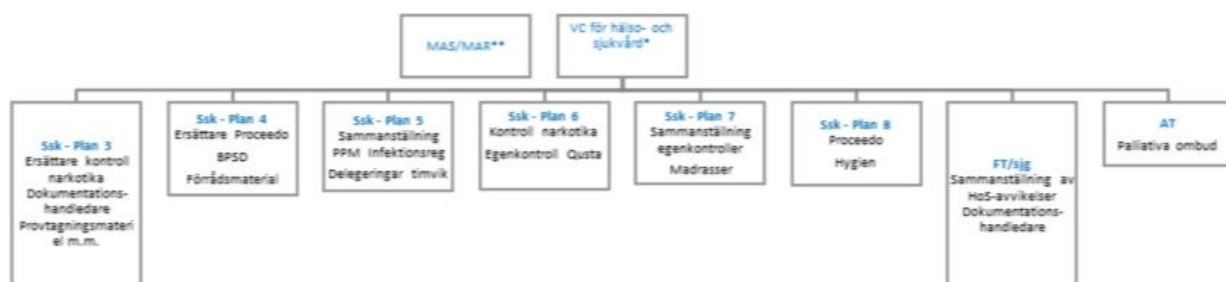 MAS/MAR**
VC för hälso- och
sjukvård*
Ssk - Plan 3
Ersättare kontroll
narkotika
Dokumentations-
handledare
Provtagningsmateri
el m.m.
Ssk - Plan 4
Ersättare Proceedo
BPSD
Förrådsmaterial
Ssk - Plan 5
Sammanställning
PPM Infektionsreg
Delegeringar timvik
Ssk - Plan 6
Kontroll narkotika
Egenkontroll Qusta
Ssk - Plan 7
Sammanställning
egenkontroller
Madrasser
Ssk - Plan 8
Proceedo
Hygien
FT/sjg
Sammanställning av
HoS-avvikelser
Dokumentations-
handledare
AT
Palliativa ombud